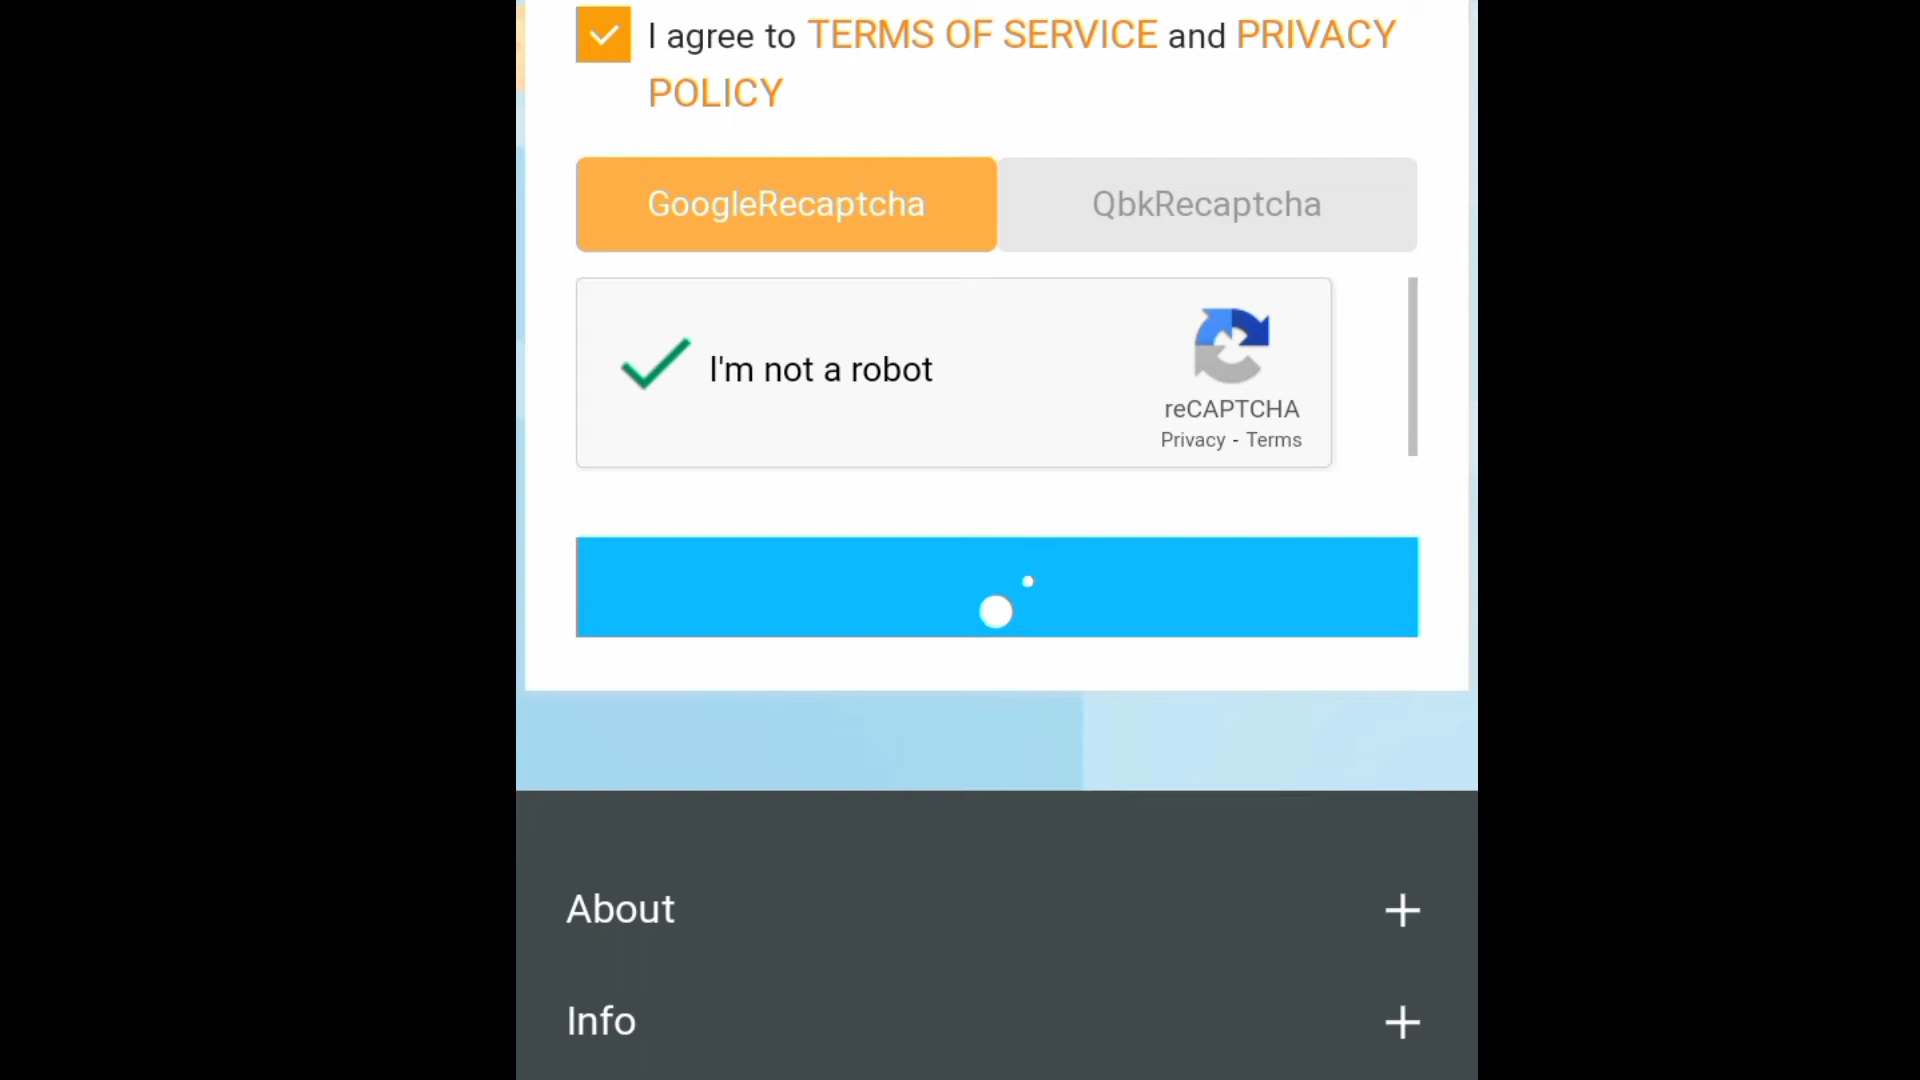 I agree to TERMS OF SERVICE and PRIVACY
POLICY
GoogleRecaptcha
QbkRecaptcha
I'm not a robot
reCAPTCHA
Privacy - Terms
About
Info